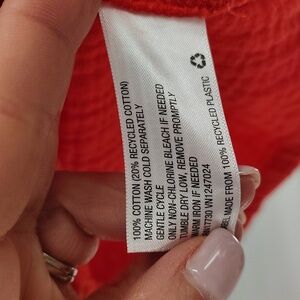 100% COTTON (20% RECYCLED COTTON)
MACHINE WASH COLD SEPARATELY
GENTLE CYCLE
ONLY NON-CHLORINE BLEACH IF NEEDED
TUMBLE DRY LOW, REMOVE PROMPTLY
WARM IRON IF NEEDED
VN1247024
MADE FROM 100% RECYCLED PLASTIC